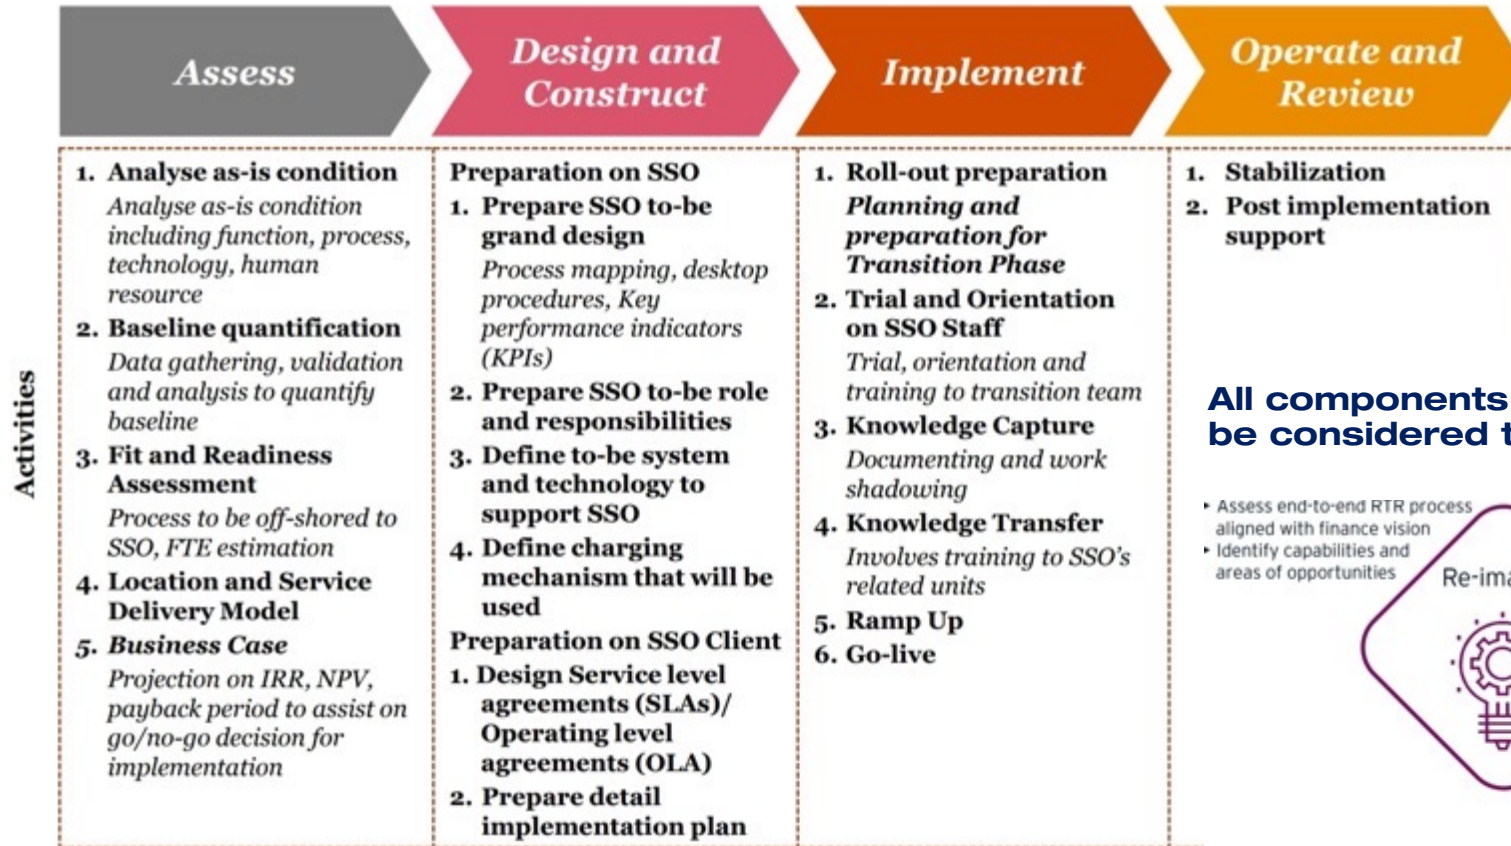 Assess
Design and
Construct
Implement
Operate and
Review
Activities
1. Analyse as-is condition
Analyse as-is condition
including function, process,
technology, human
resource
2. Baseline quantification
Data gathering, validation
and analysis to quantify
baseline
3. Fit and Readiness
Assessment
Process to be off-shored to
SSO, FTE estimation
4. Location and Service
Delivery Model
5. Business Case
Projection on IRR, NPV,
payback period to assist on
go/no-go decision for
implementation
Preparation on SSO
1. Prepare SSO to-be
grand design
Process mapping, desktop
procedures, Key
performance indicators
(KPIs)
2. Prepare SSO to-be role
and responsibilities
3. Define to-be system
and technology to
support SSO
4. Define charging
mechanism that will be
used
Preparation on SSO Client
1. Design Service level
agreements (SLAs)/
Operating level
agreements (OLA)
2. Prepare detail
implementation plan
1. Roll-out preparation
Planning and
preparation for
Transition Phase
2. Trial and Orientation
on SSO Staff
Trial, orientation and
training to transition team
3. Knowledge Capture
Documenting and work
shadowing
4. Knowledge Transfer
Involves training to SSO's
related units
5. Ramp Up
6. Go-live
1. Stabilization
2. Post implementation
support
All components
be considered
▸ Assess end-to-end RTR process
aligned with finance vision
▸ Identify capabilities and
areas of opportunities